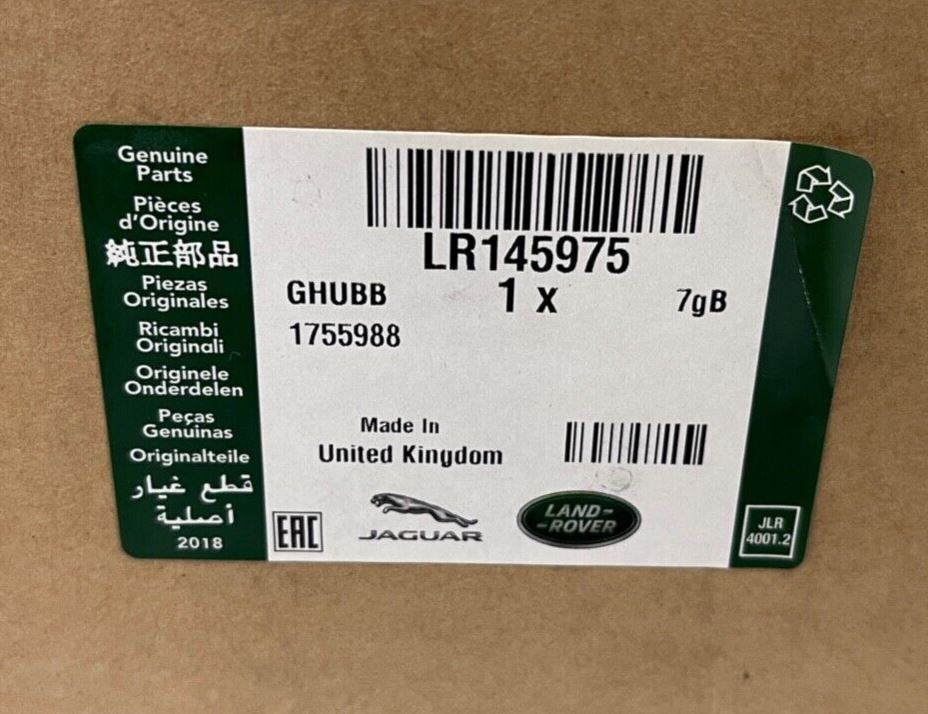 Genuine
Parts
Pièces
d'Origine
純正部品
Piezas
Originales
Ricambi
Originali
Originele
Onderdelen
Peças
Genuinas
Originalteile
قطع غيار
أصلية
2018
LR145975
GHUBB
1 x
7gB
1755988
Made In
United Kingdom
EAC
JAGUAR
LAND-
-ROVER
JLR
4001.2